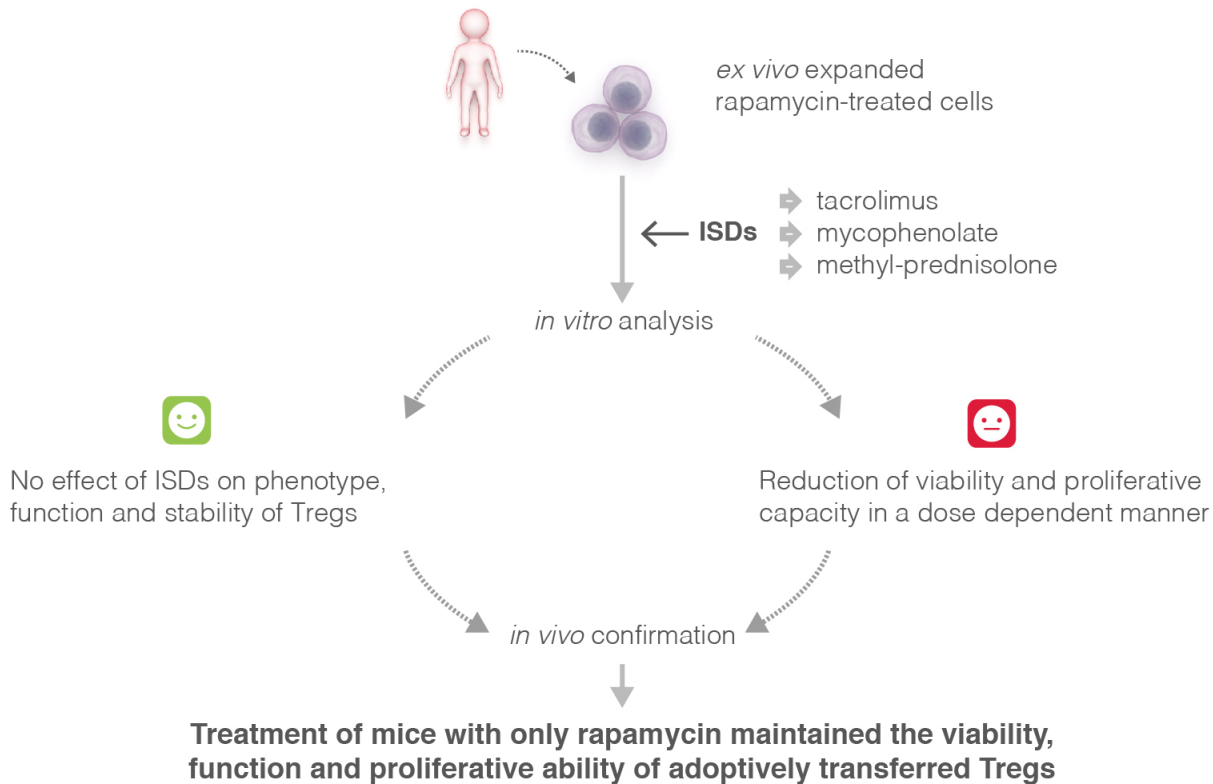 ex vivo expanded
rapamycin-treated cells
ISDs
tacrolimus
mycophenolate
methyl-prednisolone
in vitro analysis
No effect of ISDs on phenotype,
function and stability of Tregs
Reduction of viability and proliferative
capacity in a dose dependent manner
in vivo confirmation
Treatment of mice with only rapamycin maintained the viability,
function and proliferative ability of adoptively transferred Tregs